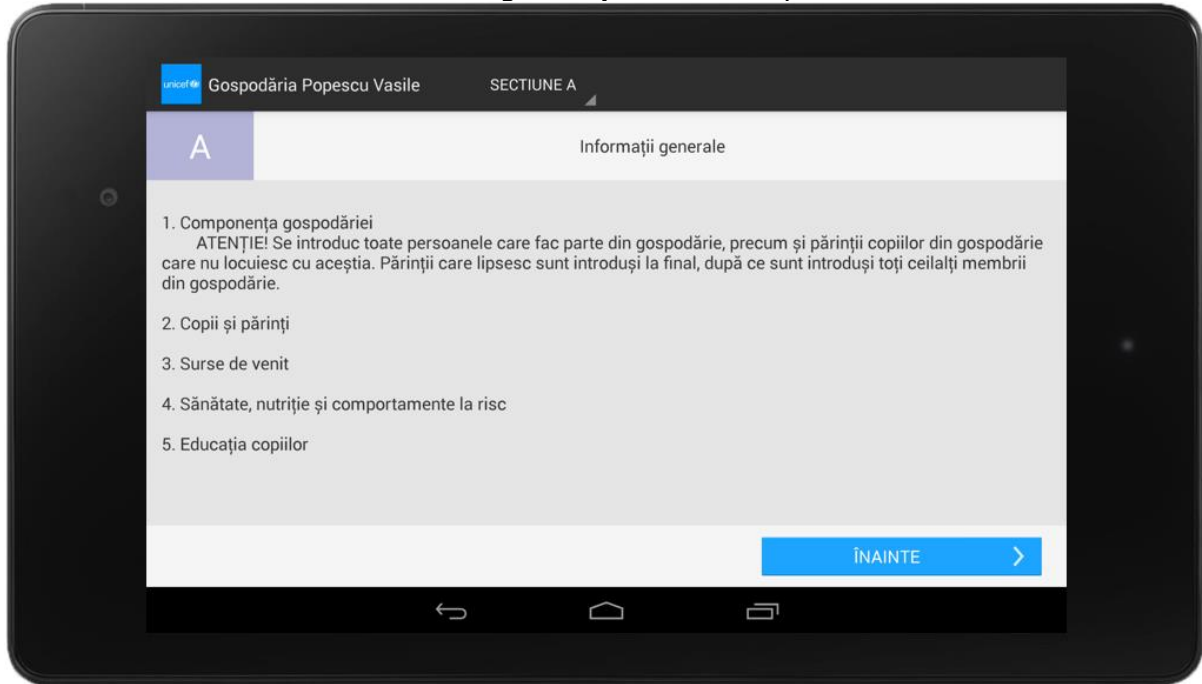 unicef
Gospodăria Popescu Vasile
SECTIUNE A
A
Informații generale
1. Componența gospodăriei
ATENȚIE! Se introduc toate persoanele care fac parte din gospodărie, precum și părinții copiilor din gospodărie
care nu locuiesc cu aceștia. Părinții care lipsesc sunt introduși la final, după ce sunt introduși toți ceilalți membrii
din gospodărie.
2. Copii și părinți
3. Surse de venit
4. Sănătate, nutriție și comportamente la risc
5. Educația copiilor
ÎNAINTE